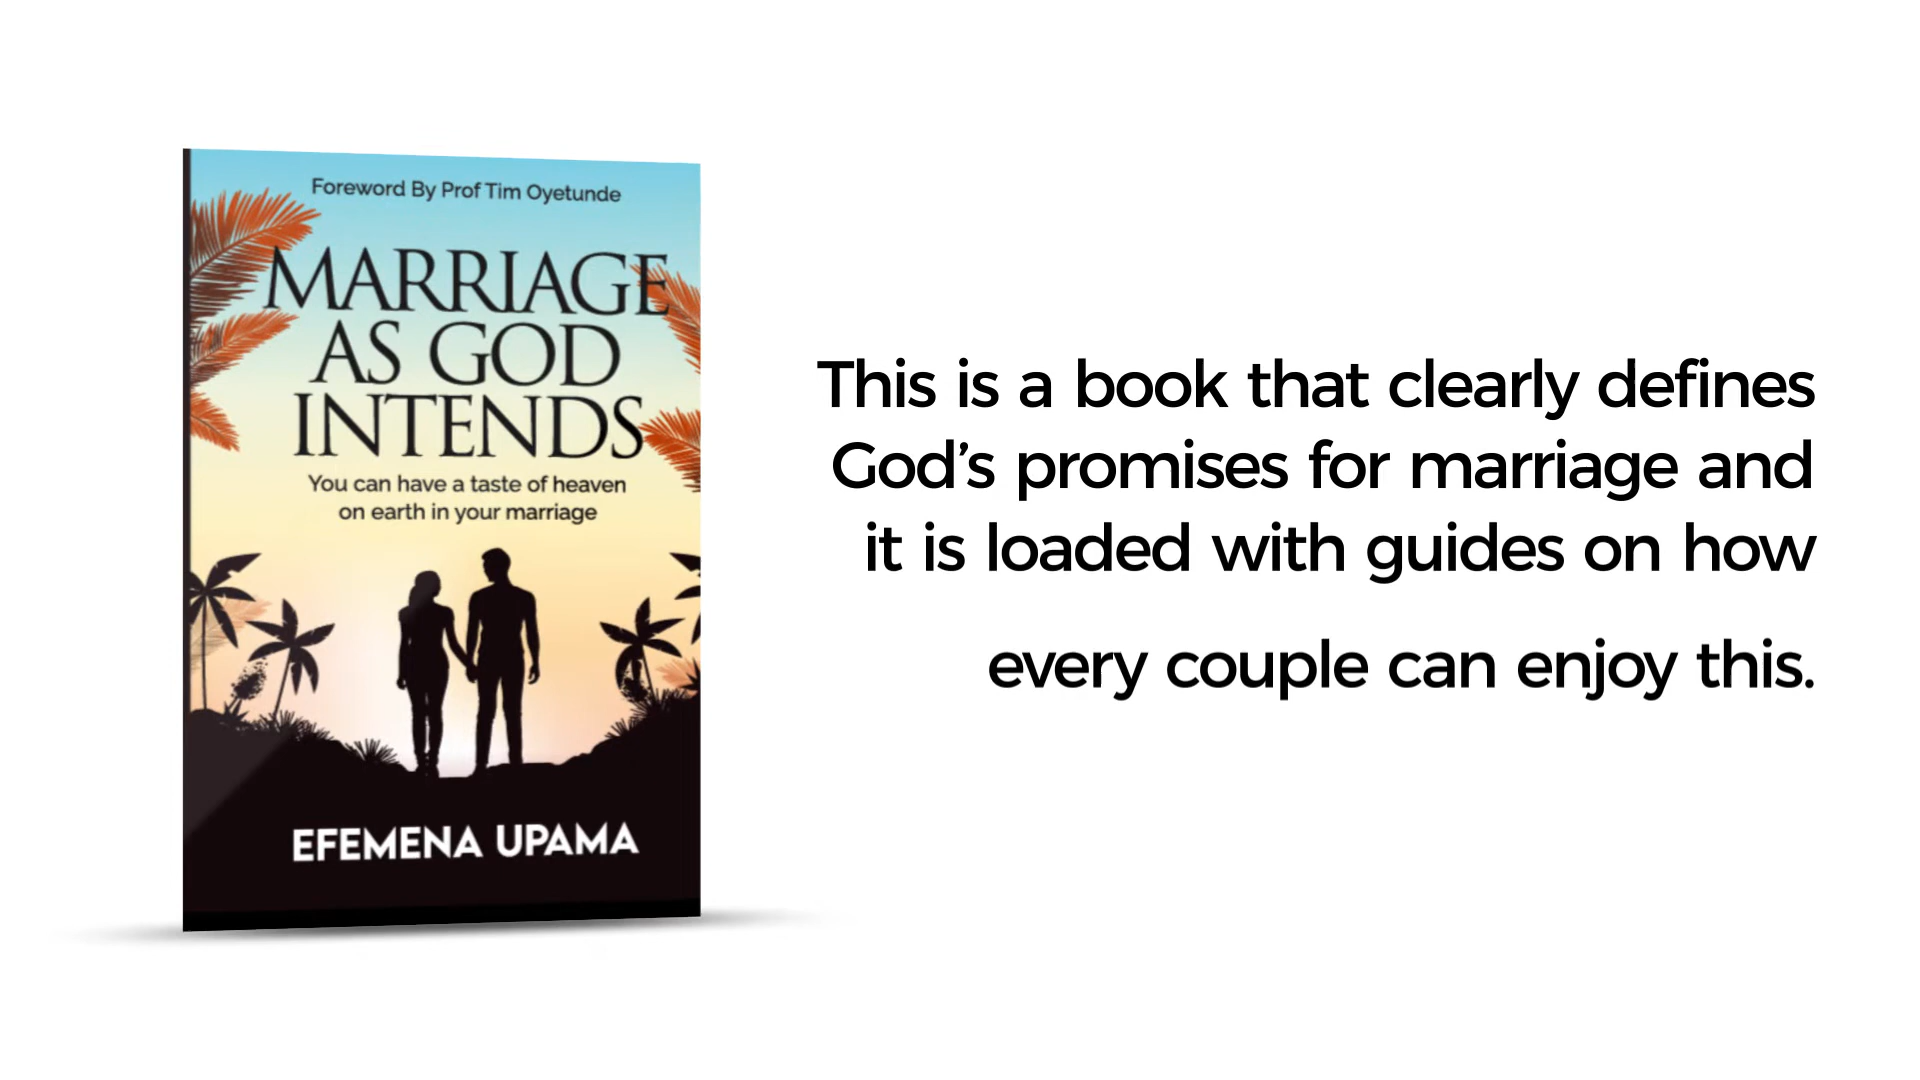 Foreword By Prof Tim Oyetunde
MARRIAGE
AS GOD
INTENDS
You can have a taste of heaven
on earth in your marriage
EFEMENA UPAMA
This is a book that clearly defines
God’s promises for marriage and
it is loaded with guides on how
every couple can enjoy this.